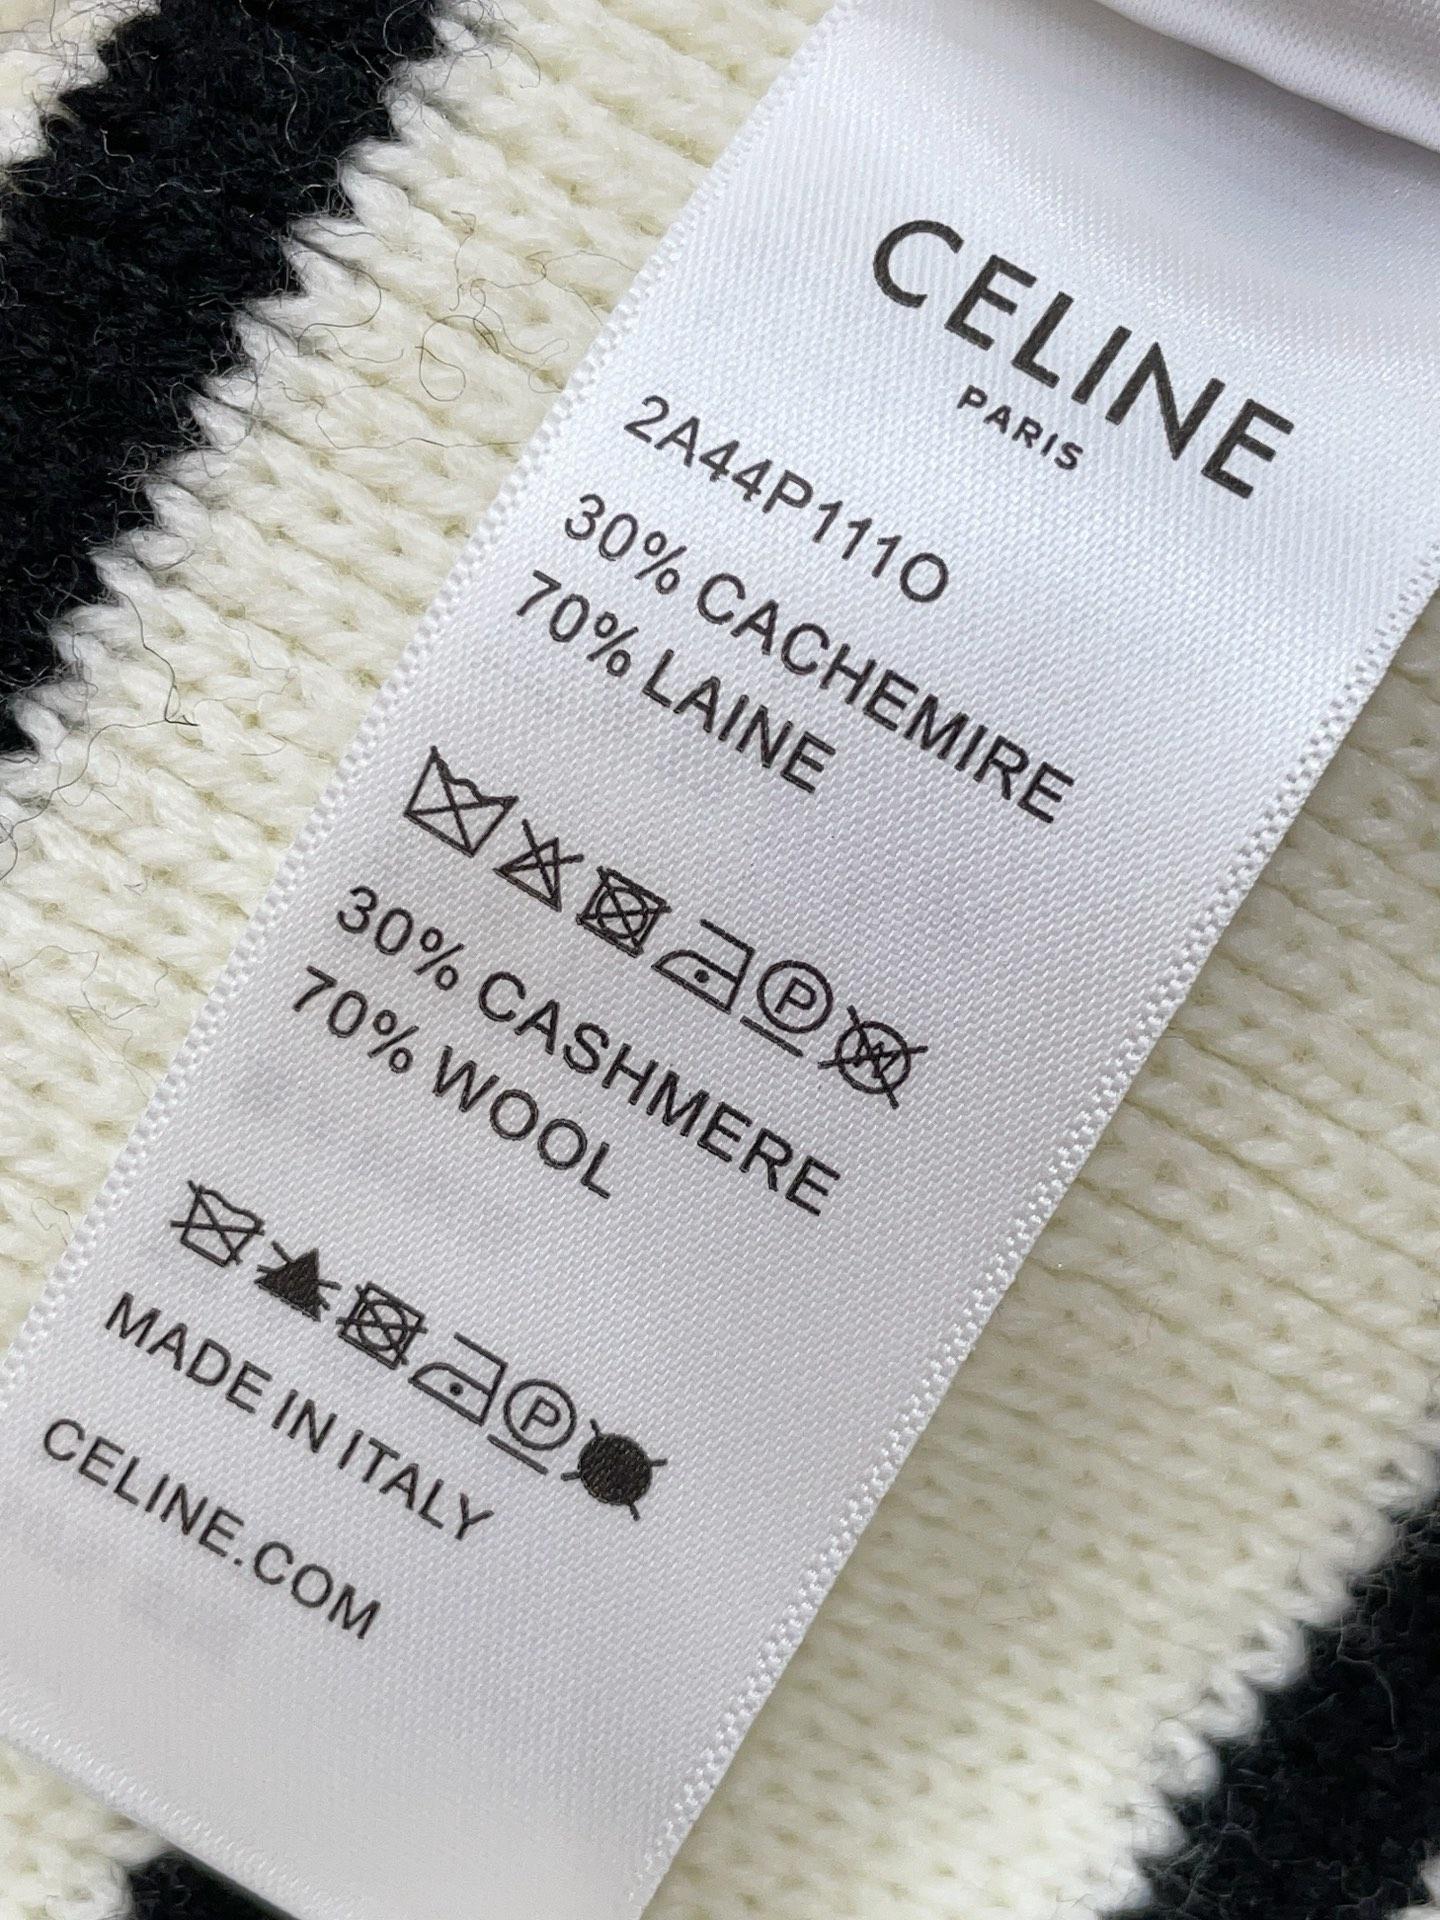 CELINE
PARIS
2A44P111O
30% CACHEMIRE
70% LAINE
P W
30% CASHMERE
70% WOOL
P
MADE IN ITALY
CELINE.COM